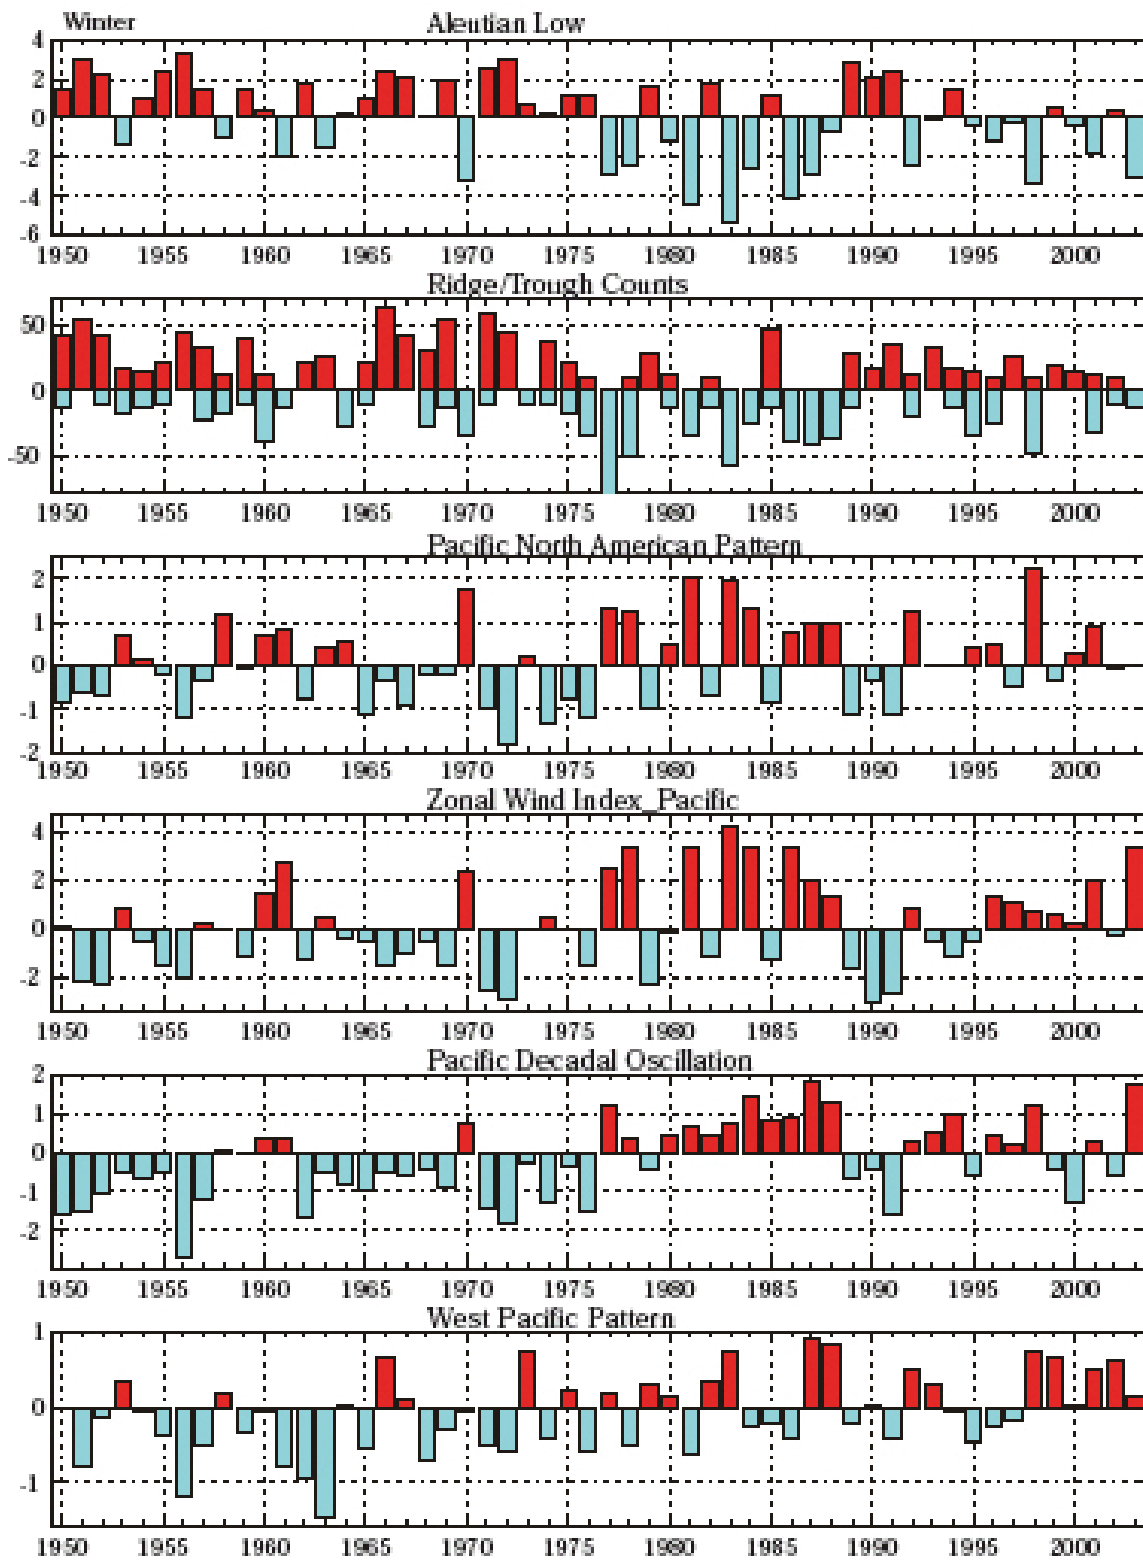 Winter Aleutian Low
4
2
0
-2
-4
-6
1950 1955 1960 1965 1970 1975 1980 1985 1990 1995 2000
Ridge/Trough Counts
50
0
-50
1950 1955 1960 1965 1970 1975 1980 1985 1990 1995 2000
Pacific North American Pattern
2
1
0
-1
-2
1950 1955 1960 1965 1970 1975 1980 1985 1990 1995 2000
Zonal Wind Index_Pacific
4
2
0
-2
1950 1955 1960 1965 1970 1975 1980 1985 1990 1995 2000
Pacific Decadal Oscillation
2
1
0
-1
-2
1950 1955 1960 1965 1970 1975 1980 1985 1990 1995 2000
West Pacific Pattern
1
0
-1
1950 1955 1960 1965 1970 1975 1980 1985 1990 1995 2000